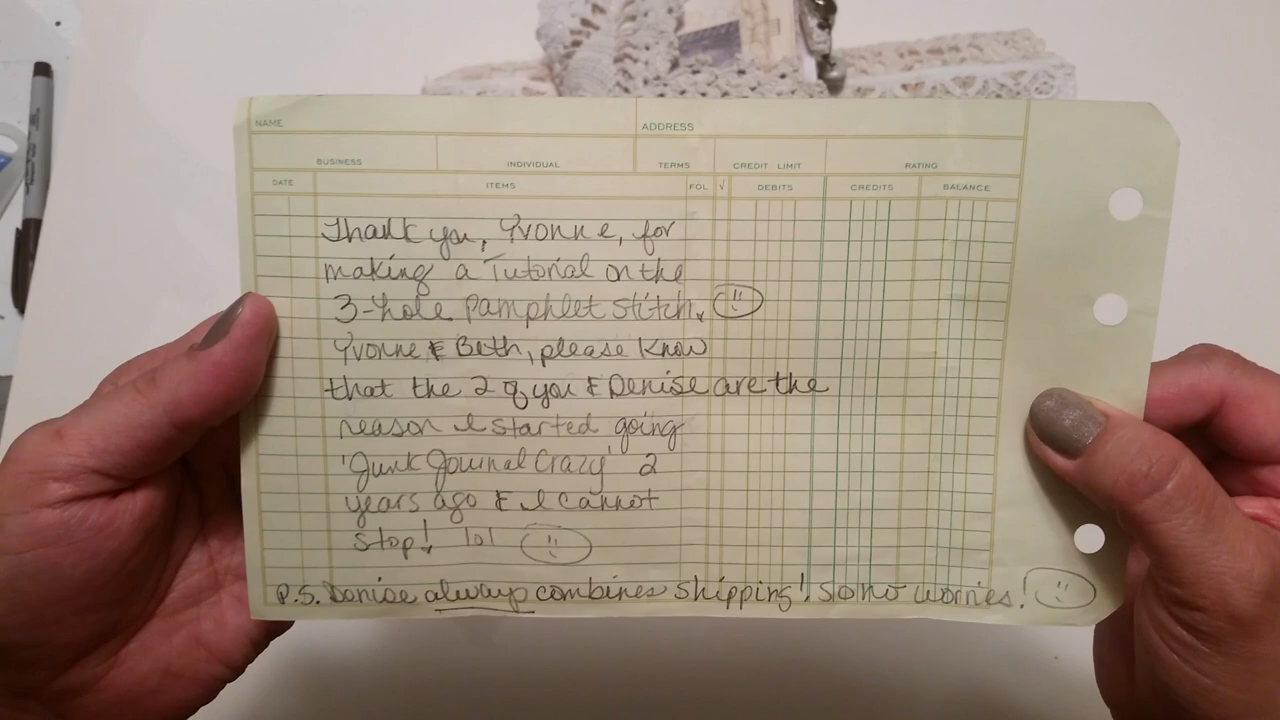 NAME ADDRESS
BUSINESS INDIVIDUAL TERMS CREDIT LIMIT RATING
DATE ITEMS FOL √ DEBITS CREDITS BALANCE
Thank you, Yvonne, for
making a Tutorial on the
3-hole Pamphlet Stitch. ☺
Yvonne & Beth, please know
that the 2 of you & Denise are the
reason I started going
'Junk Journal Crazy' 2
years ago & I cannot
stop! lol ☺
P.S. Denise always combines shipping! So no worries! ☺